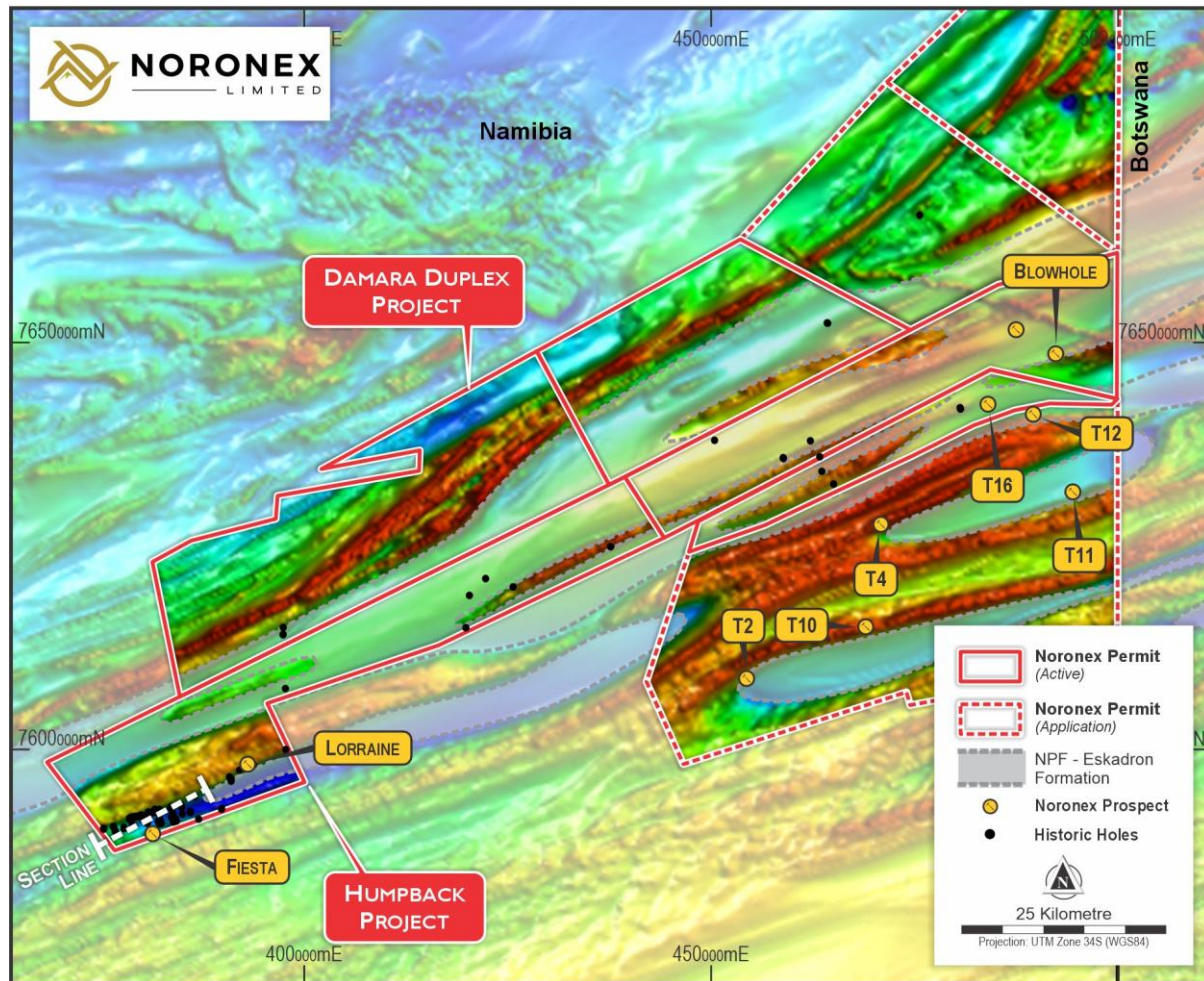 NORONEX
LIMITED
450000mE
mE
Namibia
Botswana
DAMARA DUPLEX
PROJECT
BLOWHOLE
7650000mN
7650000mN
T12
T16
T11
T4
T2
T10
7600000mN
LORRAINE
FIESTA
SECTION
LINE
HUMPBACK
PROJECT
400000mE
450000mE
Noronex Permit
(Active)
Noronex Permit
(Application)
NPF - Eskadron
Formation
Noronex Prospect
Historic Holes
N
25 Kilometre
Projection: UTM Zone 34S (WGS84)